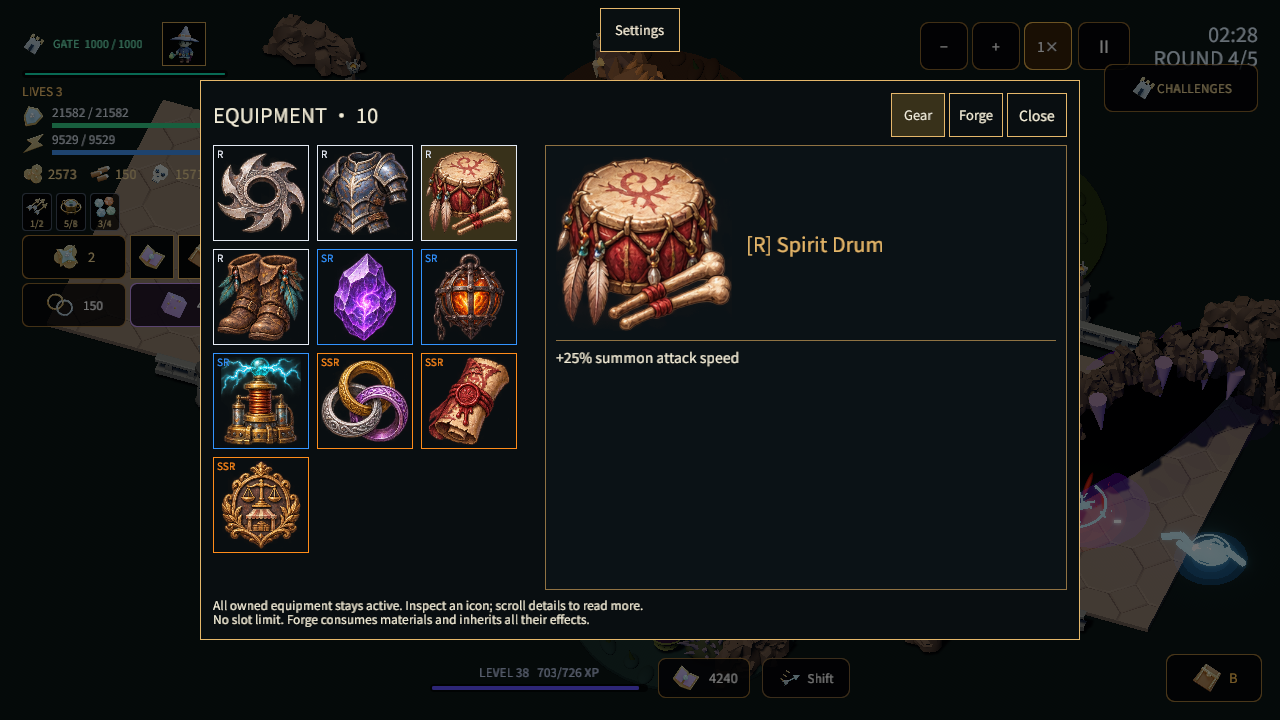 GATE 1000 / 1000
Settings
−
+
1×
02:28
ROUND 4/5
CHALLENGES
LIVES 3
21582 / 21582
9529 / 9529
2573
150
1571
1/2
5/8
3/4
2
150
EQUIPMENT • 10
Gear
Forge
Close
R
R
R
[R] Spirit Drum
R
SR
SR
+25% summon attack speed
SR
SSR
SSR
SSR
All owned equipment stays active. Inspect an icon; scroll details to read more.
No slot limit. Forge consumes materials and inherits all their effects.
LEVEL 38 703/726 XP
4240
Shift
B